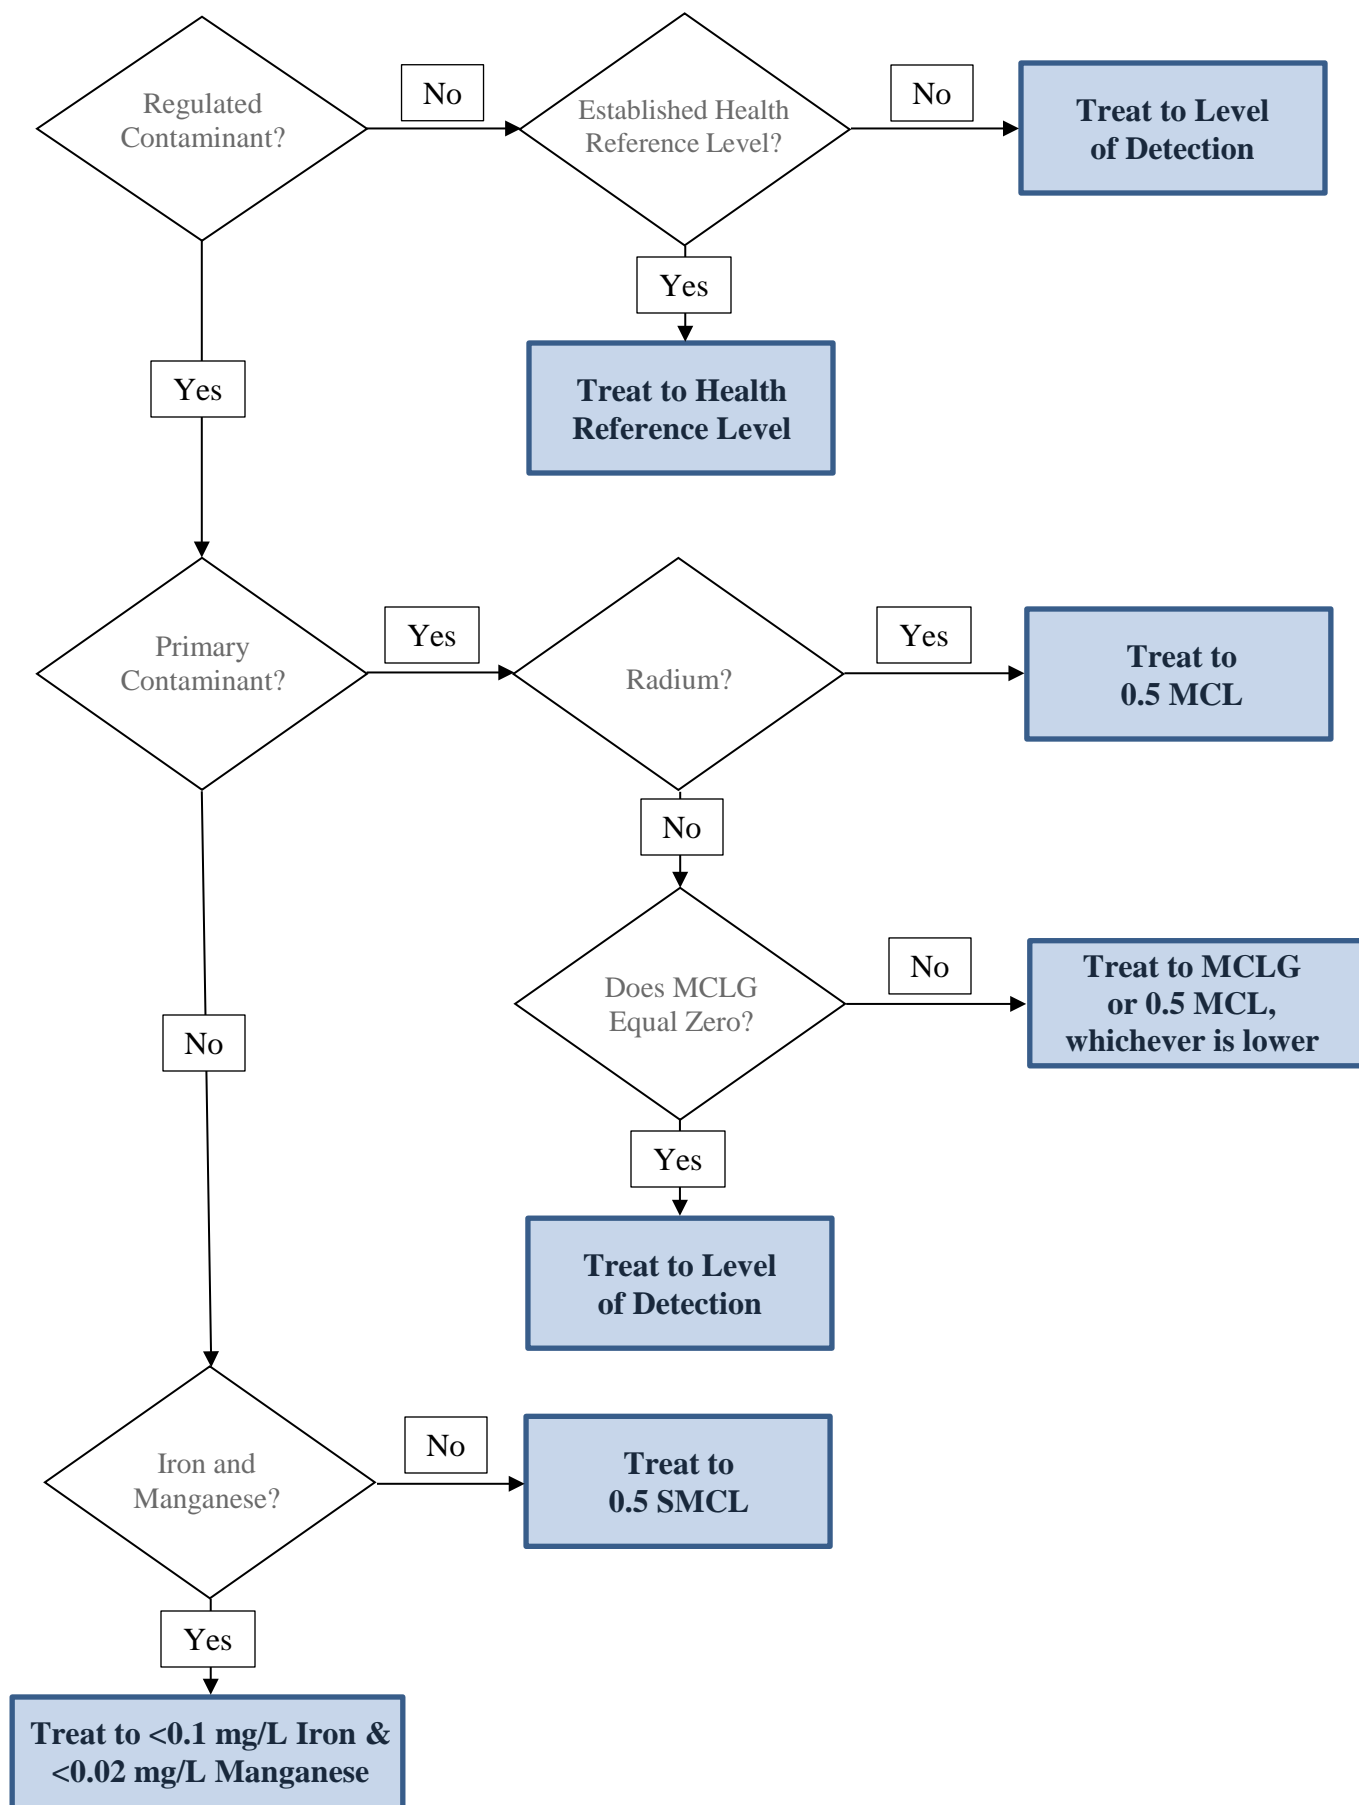 Regulated
Contaminant?
No
Established Health
Reference Level?
No
Treat to Level
of Detection
Yes
Treat to Health
Reference Level
Yes
Primary
Contaminant?
Yes
Radium?
Yes
Treat to
0.5 MCL
No
Does MCLG
Equal Zero?
No
Treat to MCLG
or 0.5 MCL,
whichever is lower
Yes
Treat to Level
of Detection
No
Iron and
Manganese?
No
Treat to
0.5 SMCL
Yes
Treat to <0.1 mg/L Iron &
<0.02 mg/L Manganese